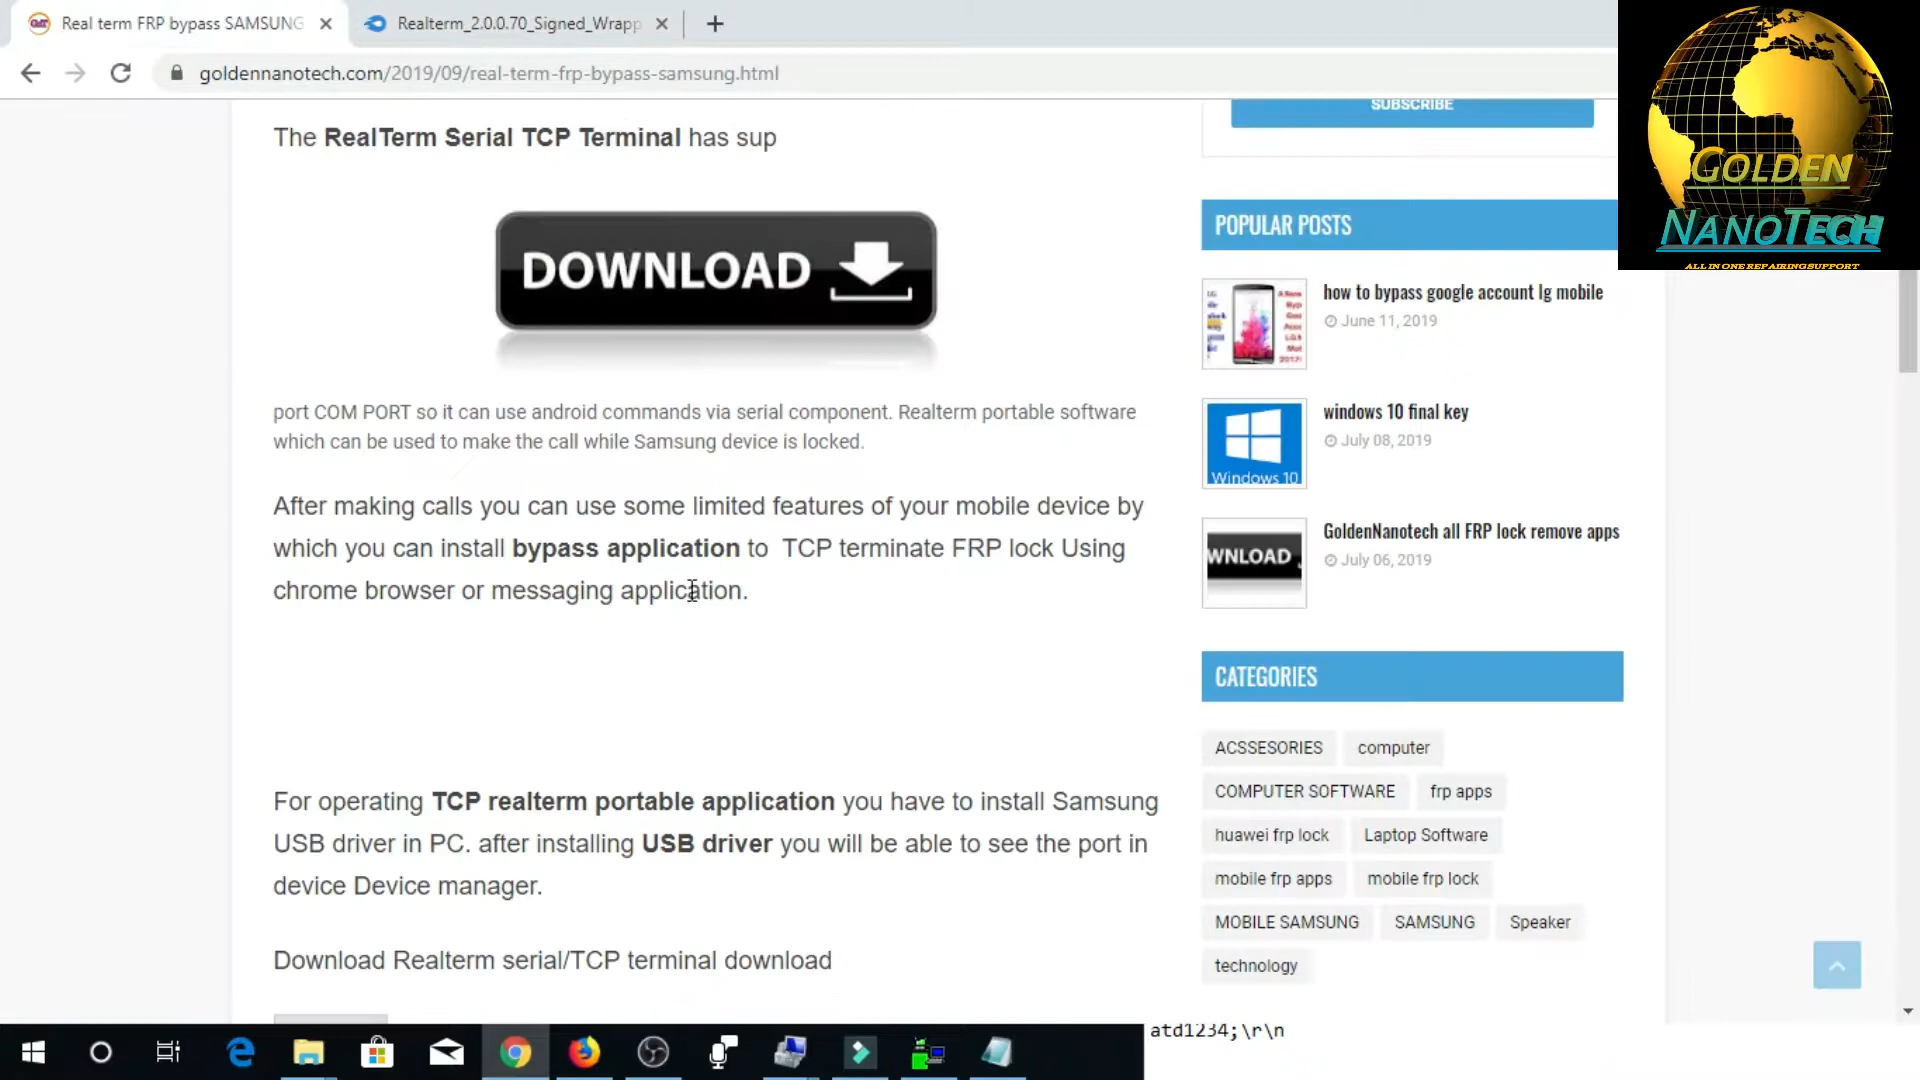 Real term FRP bypass SAMSUNG
Realterm_2.0.0.70_Signed_Wrapp
goldennanotech.com/2019/09/real-term-frp-bypass-samsung.html
The RealTerm Serial TCP Terminal has sup
DOWNLOAD
port COM PORT so it can use android commands via serial component. Realterm portable software
which can be used to make the call while Samsung device is locked.
After making calls you can use some limited features of your mobile device by
which you can install bypass application to TCP terminate FRP lock Using
chrome browser or messaging application.
For operating TCP realterm portable application you have to install Samsung
USB driver in PC. after installing USB driver you will be able to see the port in
device Device manager.
Download Realterm serial/TCP terminal download
SUBSCRIBE
POPULAR POSTS
how to bypass google account lg mobile
June 11, 2019
windows 10 final key
July 08, 2019
Windows 10
GoldenNanotech all FRP lock remove apps
July 06, 2019
WNLOAD
CATEGORIES
ACSSESORIES
computer
COMPUTER SOFTWARE
frp apps
huawei frp lock
Laptop Software
mobile frp apps
mobile frp lock
MOBILE SAMSUNG
SAMSUNG
Speaker
technology
GOLDEN
NANOTECH
ALL IN ONE REPAIRING SUPPORT
atd1234;\r\n